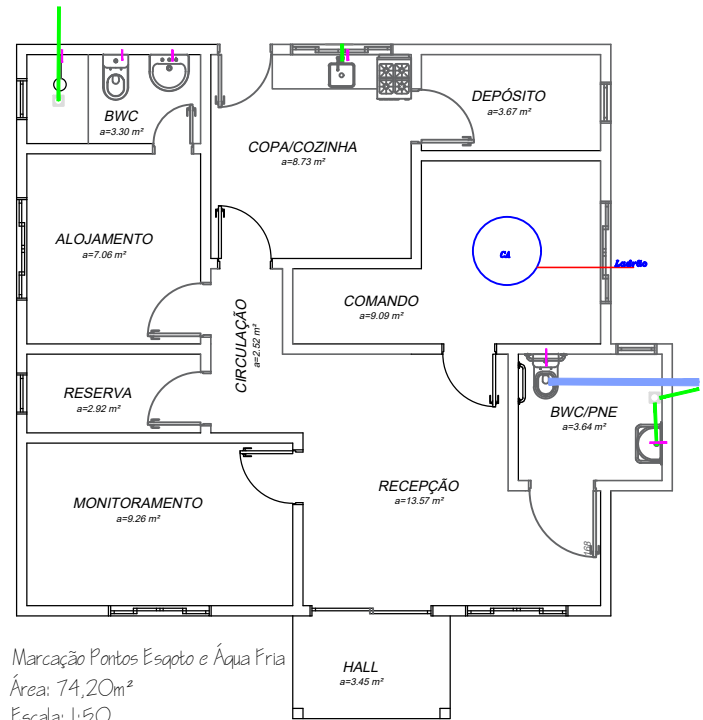 DEPÓSITO
a=3.67 m²
BWC
a=3.30 m²
COPA/COZINHA
a=8.73 m²
ALOJAMENTO
a=7.06 m²
CA
Ladrão
COMANDO
a=9.09 m²
CIRCULAÇÃO
a=2.52 m²
RESERVA
a=2.92 m²
BWC/PNE
a=3.64 m²
MONITORAMENTO
a=9.26 m²
RECEPÇÃO
a=13.57 m²
168
HALL
a=3.45 m²
Marcação Pontos Esgoto e Água Fria
Área: 74,20m²
Escala: 1:50